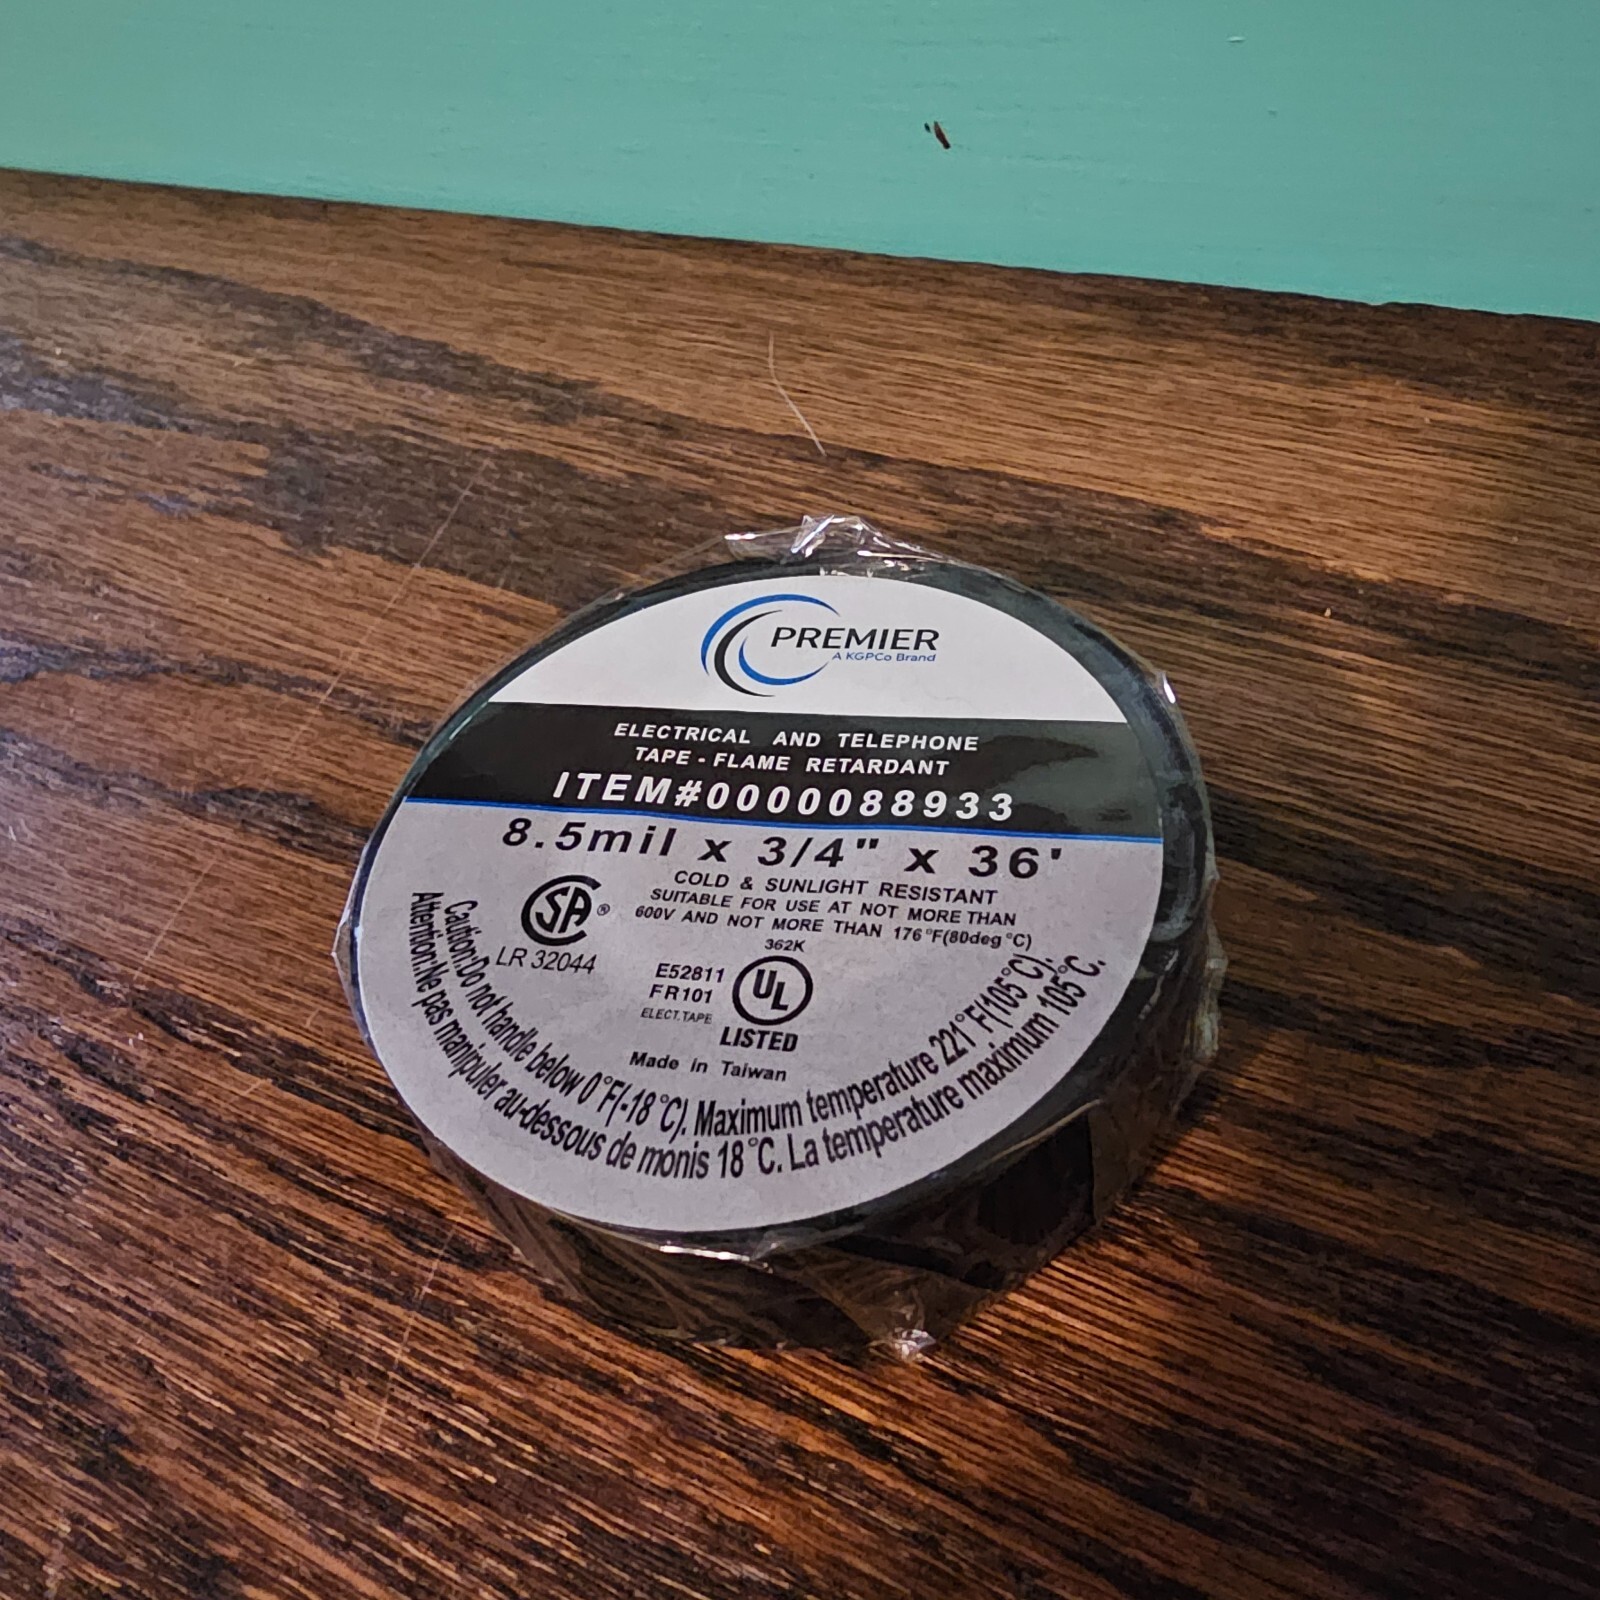 PREMIER
A KGPCo Brand
ELECTRICAL AND TELEPHONE
TAPE - FLAME RETARDANT
ITEM#0000088933
8.5mil x 3/4" x 36'
COLD & SUNLIGHT RESISTANT
SUITABLE FOR USE AT NOT MORE THAN
600V AND NOT MORE THAN 176°F(80deg °C)
SA ®
LR 32044
362K
E52811
FR101
ELECT.TAPE
UL
LISTED
Made in Taiwan
Caution:Do not handle below 0°F(-18°C). Maximum temperature 221°F(105°C).
Attention:Ne pas manipuler au-dessous de monis 18°C. La temperature maximum 105°C.